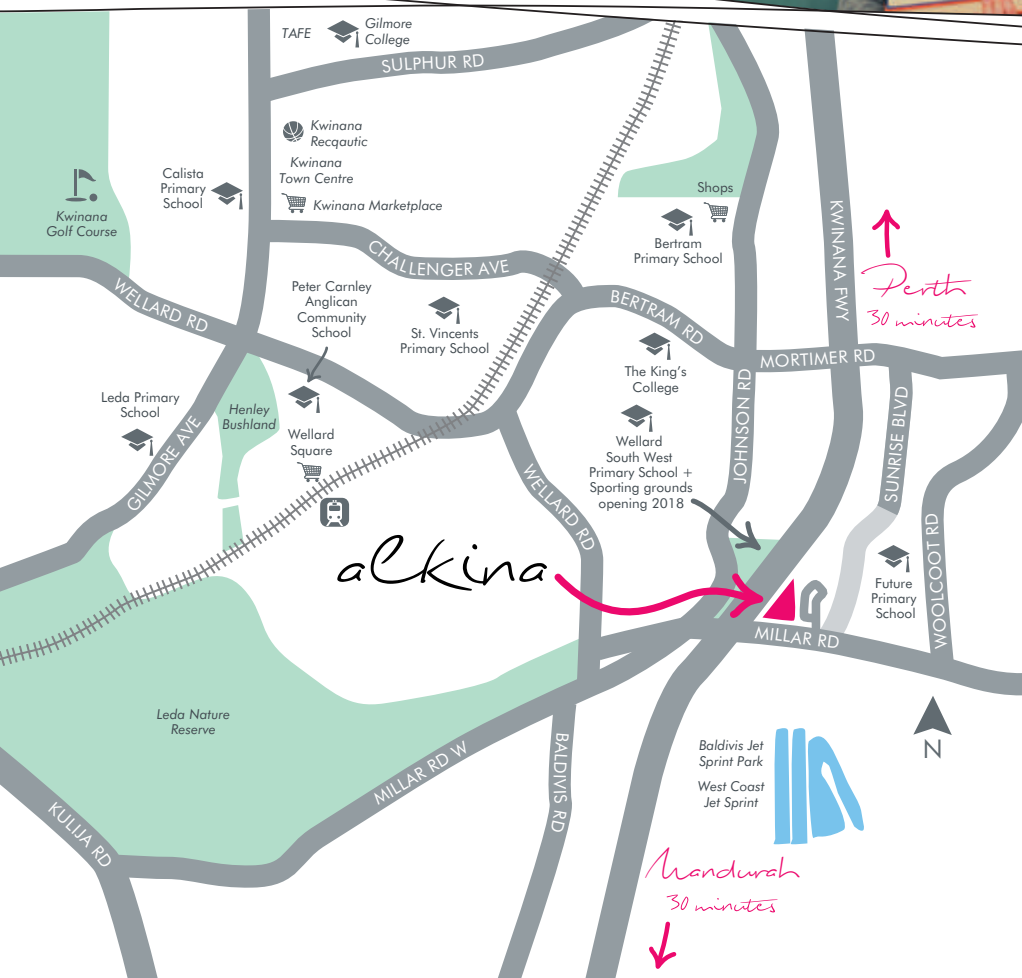 TAFE
Gilmore
College
SULPHUR RD
Kwinana
Recqautic
Kwinana
Town Centre
Kwinana Marketplace
Calista
Primary
School
Kwinana
Golf Course
Shops
Bertram
Primary School
KWINANA FWY
Perth
30 minutes
CHALLENGER AVE
WELLARD RD
Peter Carnley
Anglican
Community
School
St. Vincents
Primary School
BERTRAM RD
MORTIMER RD
The King's
College
JOHNSON RD
SUNRISE BLVD
Leda Primary
School
Henley
Bushland
GILMORE AVE
Wellard
Square
Wellard
South West
Primary School +
Sporting grounds
opening 2018
WELLARD RD
alkina
Future
Primary
School
WOOLCOOT RD
MILLAR RD
Leda Nature
Reserve
N
MILLAR RD W
BALDIVIS RD
Baldivis Jet
Sprint Park
West Coast
Jet Sprint
KULIJA RD
Mandurah
30 minutes